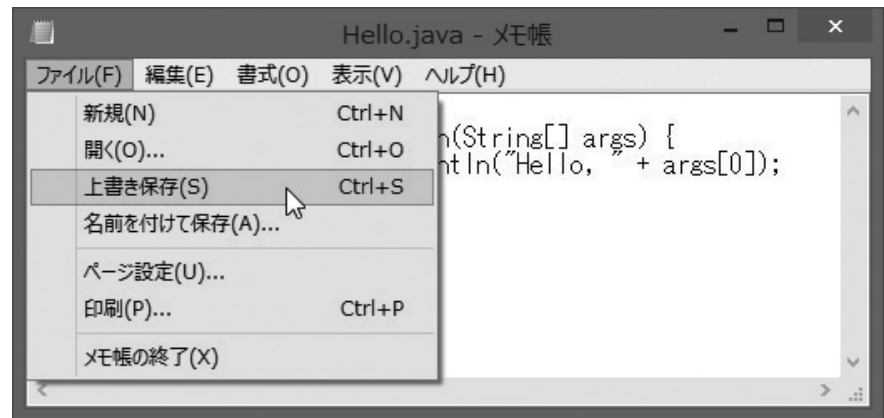 Hello.java - メモ帳
ファイル(F) 編集(E) 書式(O) 表示(V) ヘルプ(H)
新規(N) Ctrl+N
開く(O)... Ctrl+O
上書き保存(S) Ctrl+S
名前を付けて保存(A)...
ページ設定(U)...
印刷(P)... Ctrl+P
メモ帳の終了(X)
(String[] args) {
ntln("Hello, " + args[0]);